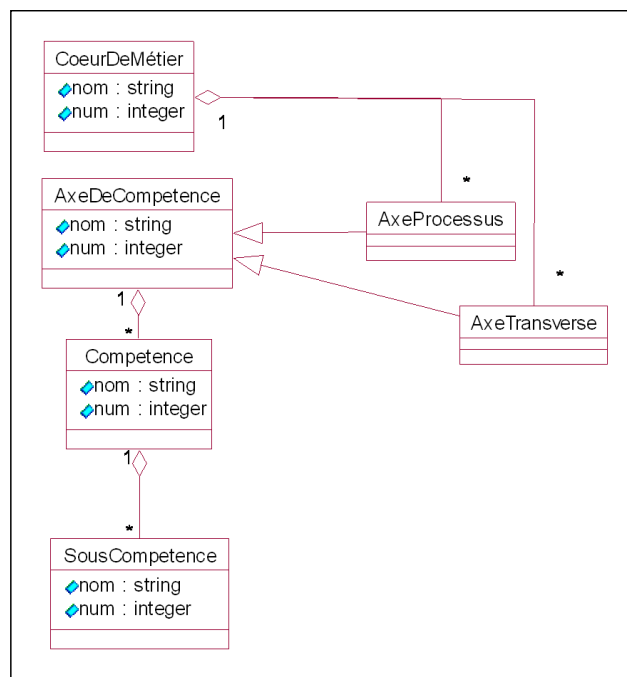 CoeurDeMétier
nom : string
num : integer
1
*
*
AxeDeCompetence
nom : string
num : integer
1
*
AxeProcessus
AxeTransverse
Competence
nom : string
num : integer
1
*
SousCompetence
nom : string
num : integer